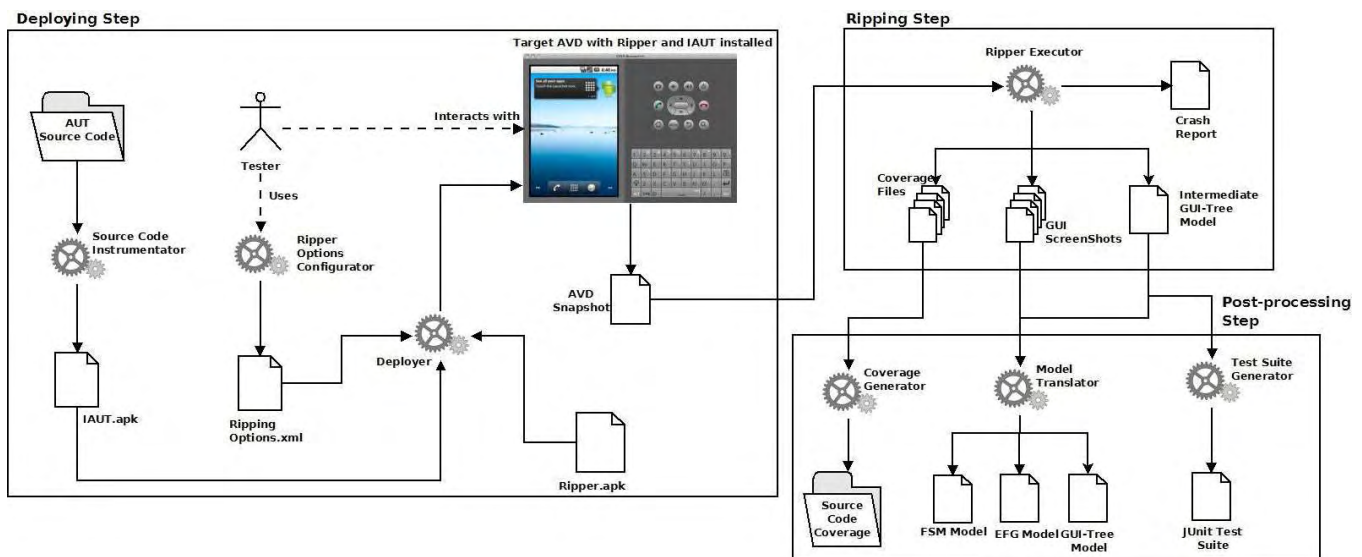 Deploying Step
Target AVD with Ripper and IAUT installed
AUT
Source Code
Tester
Interacts with
Uses
Source Code
Instrumentator
Ripper
Options
Configurator
AVD
Snapshot
Deployer
IAUT.apk
Ripping
Options.xml
Ripper.apk
Ripping Step
Ripper Executor
Crash
Report
Coverage
Files
GUI
ScreenShots
Intermediate
GUI-Tree
Model
Post-processing
Step
Coverage
Generator
Model
Translator
Test Suite
Generator
Source
Code
Coverage
FSM Model
EFG Model
GUI-Tree
Model
JUnit Test
Suite